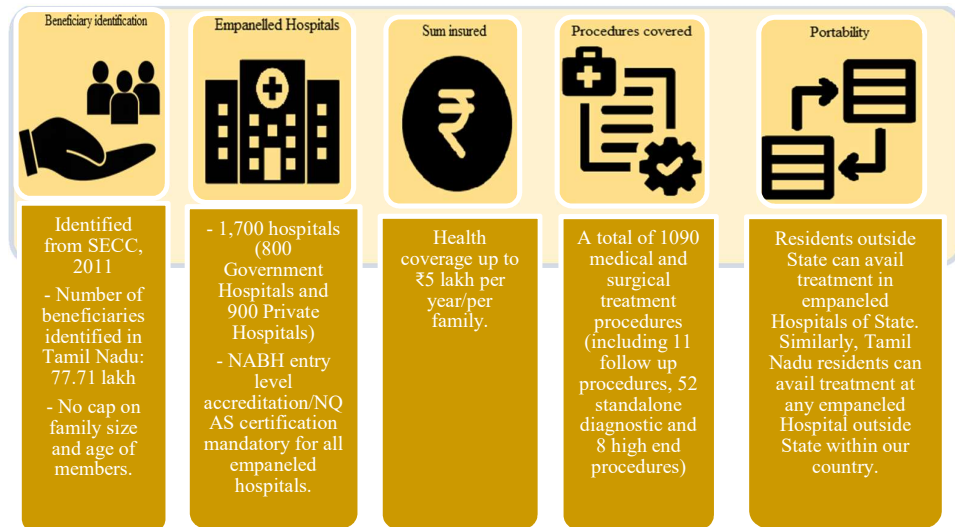 Beneficiary identification
Identified
from SECC,
2011
- Number of
beneficiaries
identified in
Tamil Nadu:
77.71 lakh
- No cap on
family size
and age of
members.
Empanelled Hospitals
- 1,700 hospitals
(800
Government
Hospitals and
900 Private
Hospitals)
- NABH entry
level
accreditation/NQ
AS certification
mandatory for all
empaneled
hospitals.
Sum insured
₹
Health
coverage up to
₹5 lakh per
year/per
family.
Procedures covered
A total of 1090
medical and
surgical
treatment
procedures
(including 11
follow up
procedures, 52
standalone
diagnostic and
8 high end
procedures)
Portability
Residents outside
State can avail
treatment in
empaneled
Hospitals of State.
Similarly, Tamil
Nadu residents can
avail treatment at
any empaneled
Hospital outside
State within our
country.